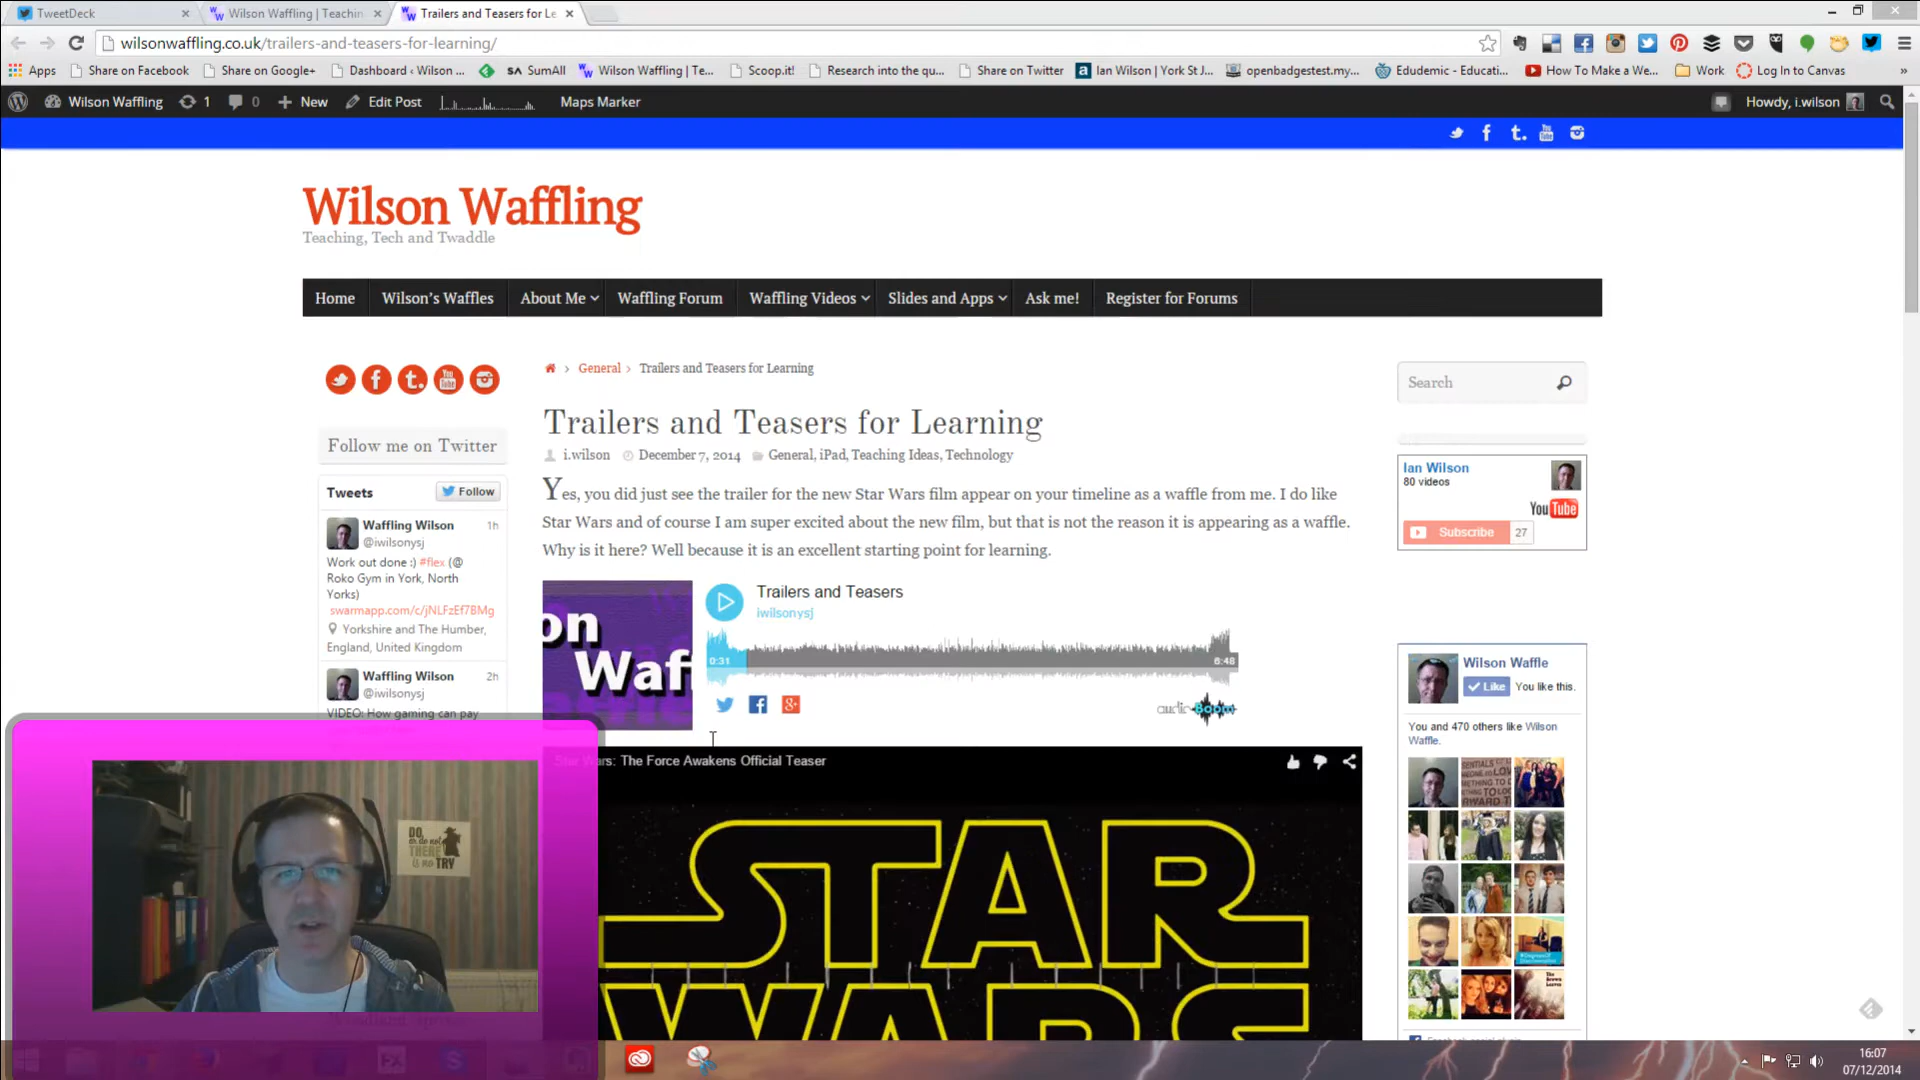 TweetDeck
Wilson Waffling | Teachin
Trailers and Teasers for Le
wilsonwaffling.co.uk/trailers-and-teasers-for-learning/
Apps
Share on Facebook
Share on Google+
Dashboard ‹ Wilson ...
SumAll
Wilson Waffling | Te...
Scoop.it!
Research into the qu...
Share on Twitter
Ian Wilson | York St J...
openbadgestest.my...
Edudemic - Educati...
How To Make a We...
Work
Log In to Canvas
»
Wilson Waffling
1
0
New
Edit Post
Maps Marker
Howdy, i.wilson
Wilson Waffling
Teaching, Tech and Twaddle
Home
Wilson's Waffles
About Me
Waffling Forum
Waffling Videos
Slides and Apps
Ask me!
Register for Forums
General
Trailers and Teasers for Learning
Search
Trailers and Teasers for Learning
i.wilson
December 7, 2014
General, iPad, Teaching Ideas, Technology
Yes, you did just see the trailer for the new Star Wars film appear on your timeline as a waffle from me. I do like
Star Wars and of course I am super excited about the new film, but that is not the reason it is appearing as a waffle.
Why is it here? Well because it is an excellent starting point for learning.
Follow me on Twitter
Tweets
Follow
Waffling Wilson
1h
@iwilsonysj
Work out done :) #flex (@
Roko Gym in York, North
Yorks)
swarmapp.com/c/jNLFzEf7BMg
Yorkshire and The Humber,
England, United Kingdom
Waffling Wilson
2h
@iwilsonysj
VIDEO: How gaming can pay
on
Waff
Trailers and Teasers
iwilsonysj
0:31
6:48
audioBoom
Star Wars: The Force Awakens Official Teaser
STAR
WARS
Ian Wilson
80 videos
YouTube
Subscribe
27
Wilson Waffle
Like
You like this.
You and 470 others like Wilson
Waffle.
DO,
or do not
THERE
is no TRY
16:07
07/12/2014